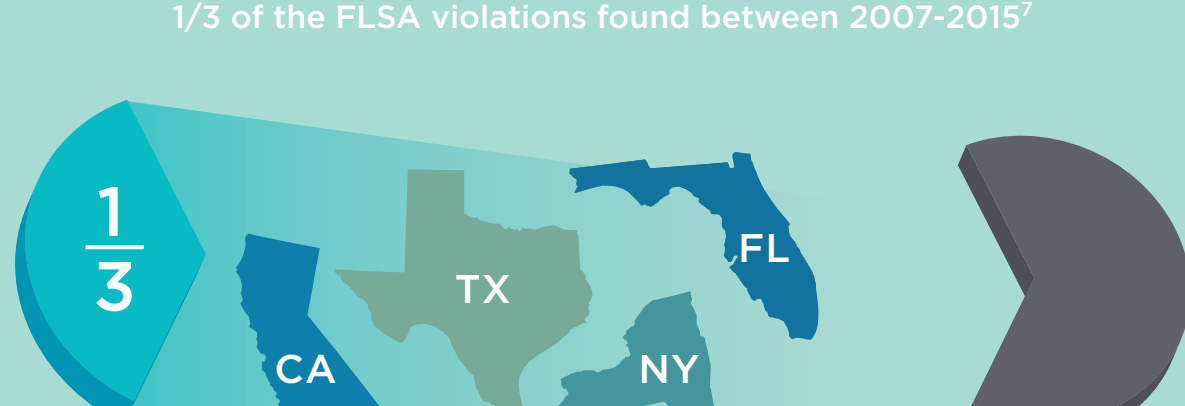 1/3 of the FLSA violations found between 2007-2015⁷
1
3
FL
TX
CA
NY